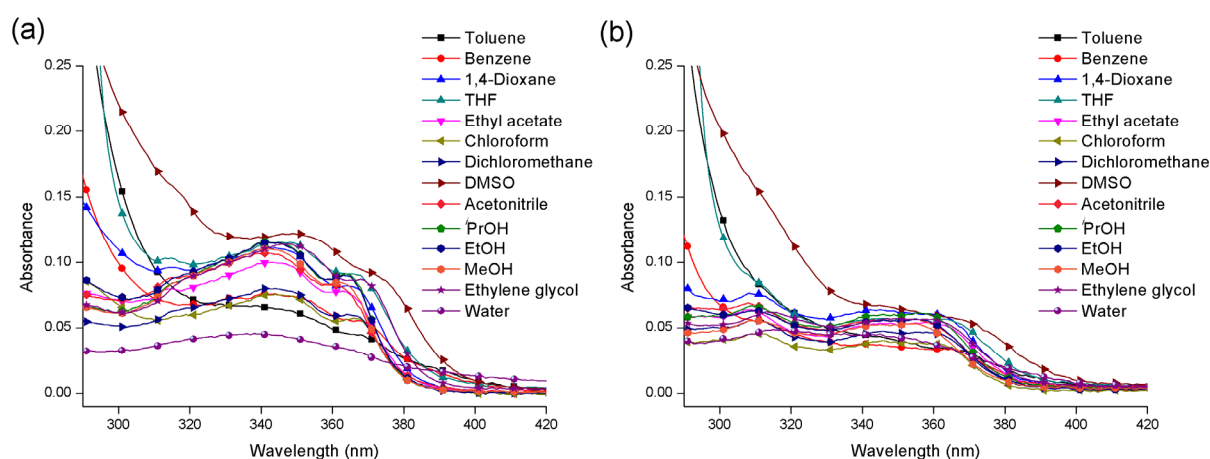 (a)
Toluene
Benzene
1,4-Dioxane
THF
Ethyl acetate
Chloroform
Dichloromethane
DMSO
Acetonitrile
iPrOH
EtOH
MeOH
Ethylene glycol
Water
0.25
0.20
0.15
0.10
0.05
0.00
Absorbance
300 320 340 360 380 400 420
Wavelength (nm)
(b)
Toluene
Benzene
1,4-Dioxane
THF
Ethyl acetate
Chloroform
Dichloromethane
DMSO
Acetonitrile
iPrOH
EtOH
MeOH
Ethylene glycol
Water
0.25
0.20
0.15
0.10
0.05
0.00
Absorbance
300 320 340 360 380 400 420
Wavelength (nm)